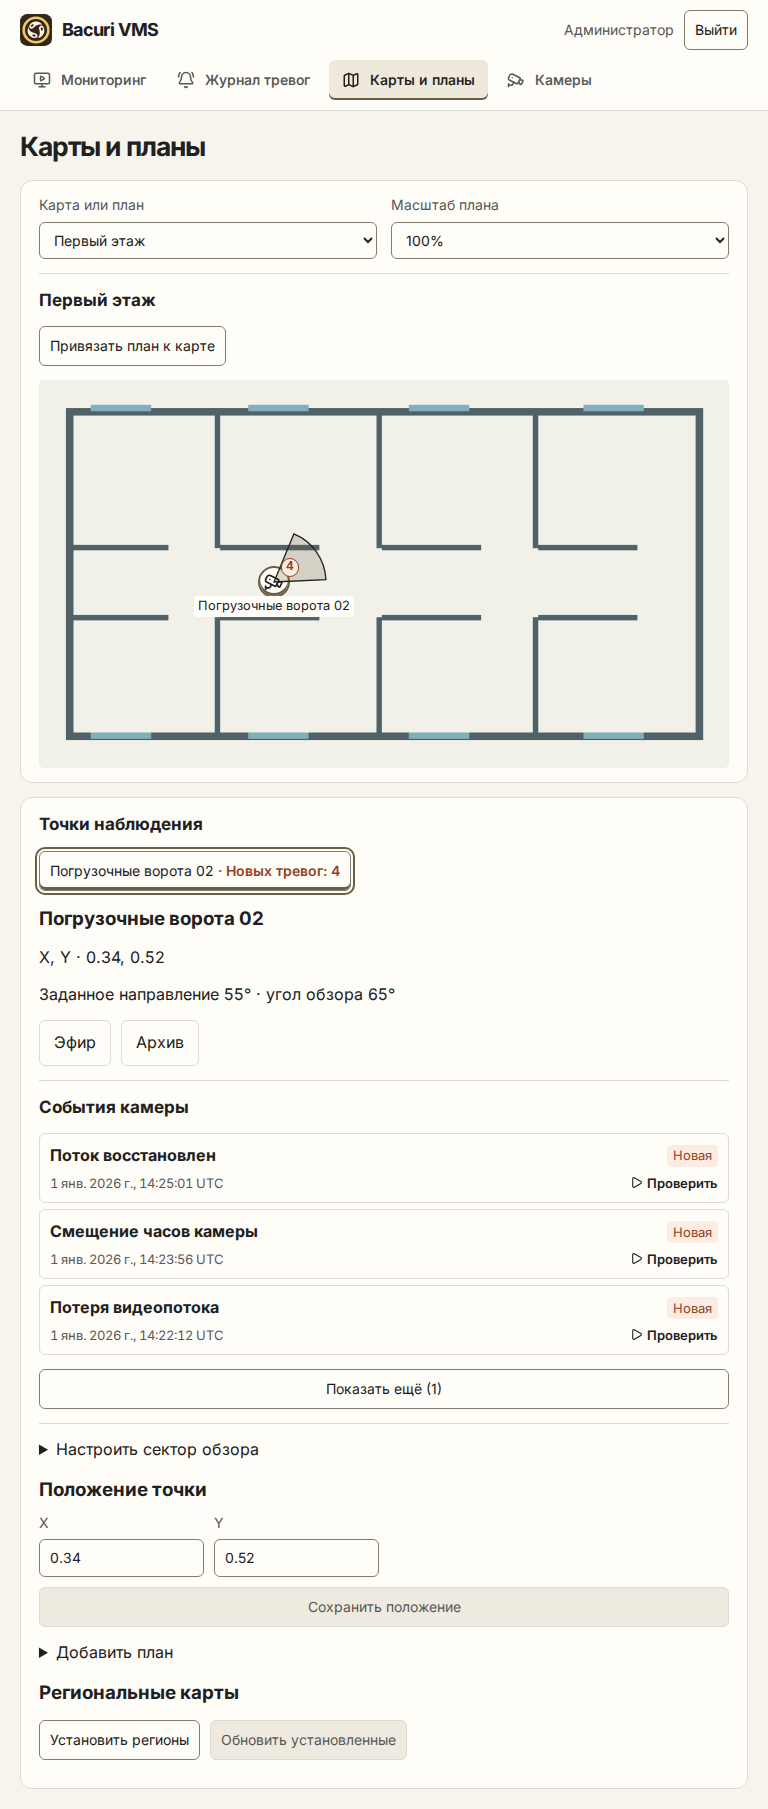 Bacuri VMS
Администратор
Выйти
Мониторинг
Журнал тревог
Карты и планы
Камеры
Карты и планы
Карта или план
Масштаб плана
Первый этаж
100%
Первый этаж
Привязать план к карте
4
Погрузочные ворота 02
Точки наблюдения
Погрузочные ворота 02 · Новых тревог: 4
Погрузочные ворота 02
X, Y · 0.34, 0.52
Заданное направление 55° · угол обзора 65°
Эфир
Архив
События камеры
Поток восстановлен
Новая
1 янв. 2026 г., 14:25:01 UTC
Проверить
Смещение часов камеры
Новая
1 янв. 2026 г., 14:23:56 UTC
Проверить
Потеря видеопотока
Новая
1 янв. 2026 г., 14:22:12 UTC
Проверить
Показать ещё (1)
Настроить сектор обзора
Положение точки
X
Y
0.34
0.52
Сохранить положение
Добавить план
Региональные карты
Установить регионы
Обновить установленные